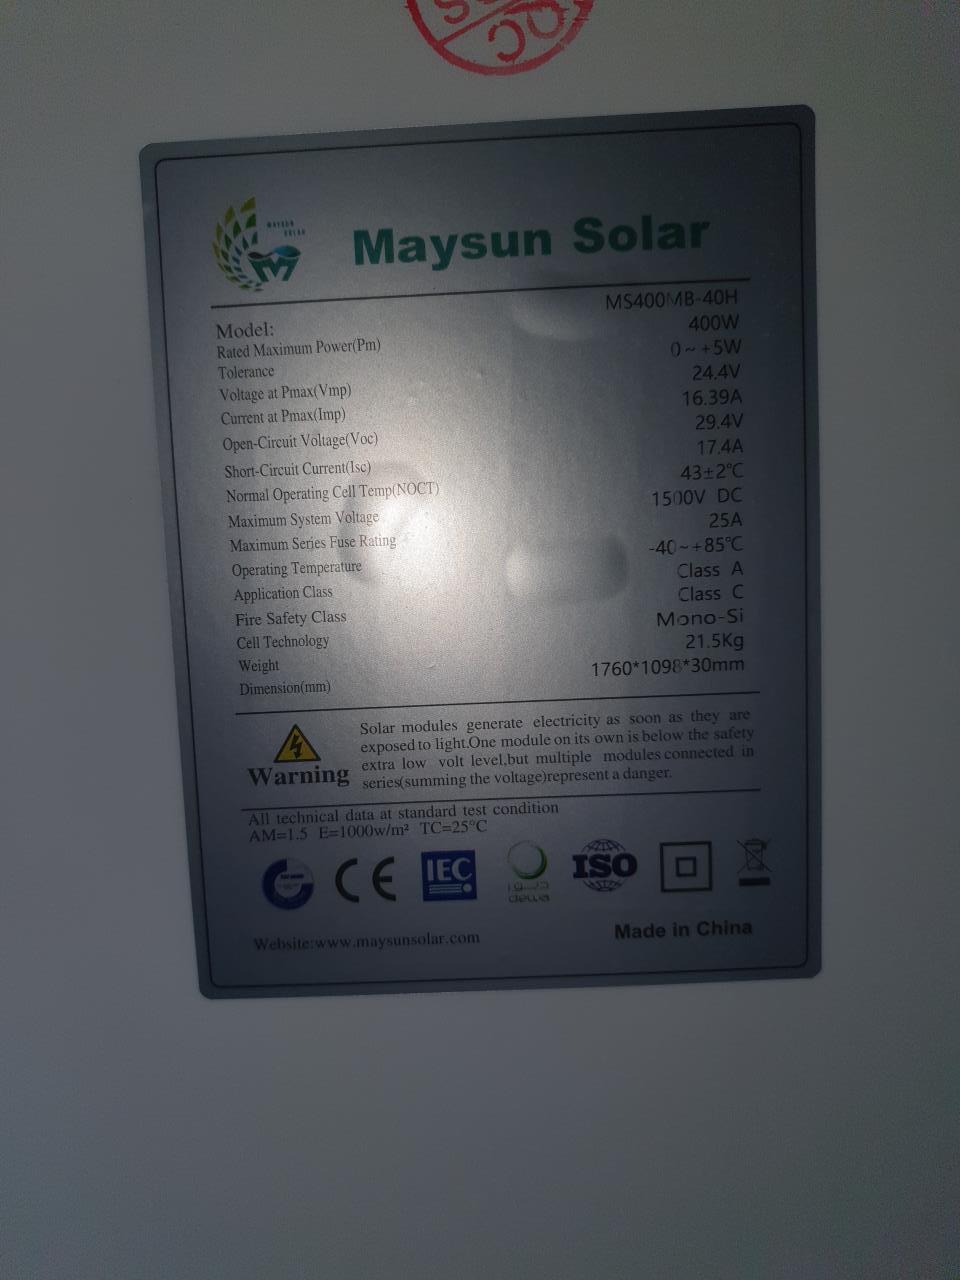 QC
MAYSUN
SOLAR
Maysun Solar
Model: MS400MB-40H
Rated Maximum Power(Pm) 400W
Tolerance 0~+5W
Voltage at Pmax(Vmp) 24.4V
Current at Pmax(Imp) 16.39A
Open-Circuit Voltage(Voc) 29.4V
Short-Circuit Current(Isc) 17.4A
Normal Operating Cell Temp(NOCT) 43±2℃
Maximum System Voltage 1500V DC
Maximum Series Fuse Rating 25A
Operating Temperature -40~+85℃
Application Class Class A
Fire Safety Class Class C
Cell Technology Mono-Si
Weight 21.5Kg
Dimension(mm) 1760*1098*30mm
Warning
Solar modules generate electricity as soon as they are
exposed to light.One module on its own is below the safety
extra low volt level,but multiple modules connected in
series(summing the voltage)represent a danger.
All technical data at standard test condition
AM=1.5 E=1000w/m² TC=25°C
CE
IEC
ديوا
dewa
ISO
Website:www.maysunsolar.com
Made in China